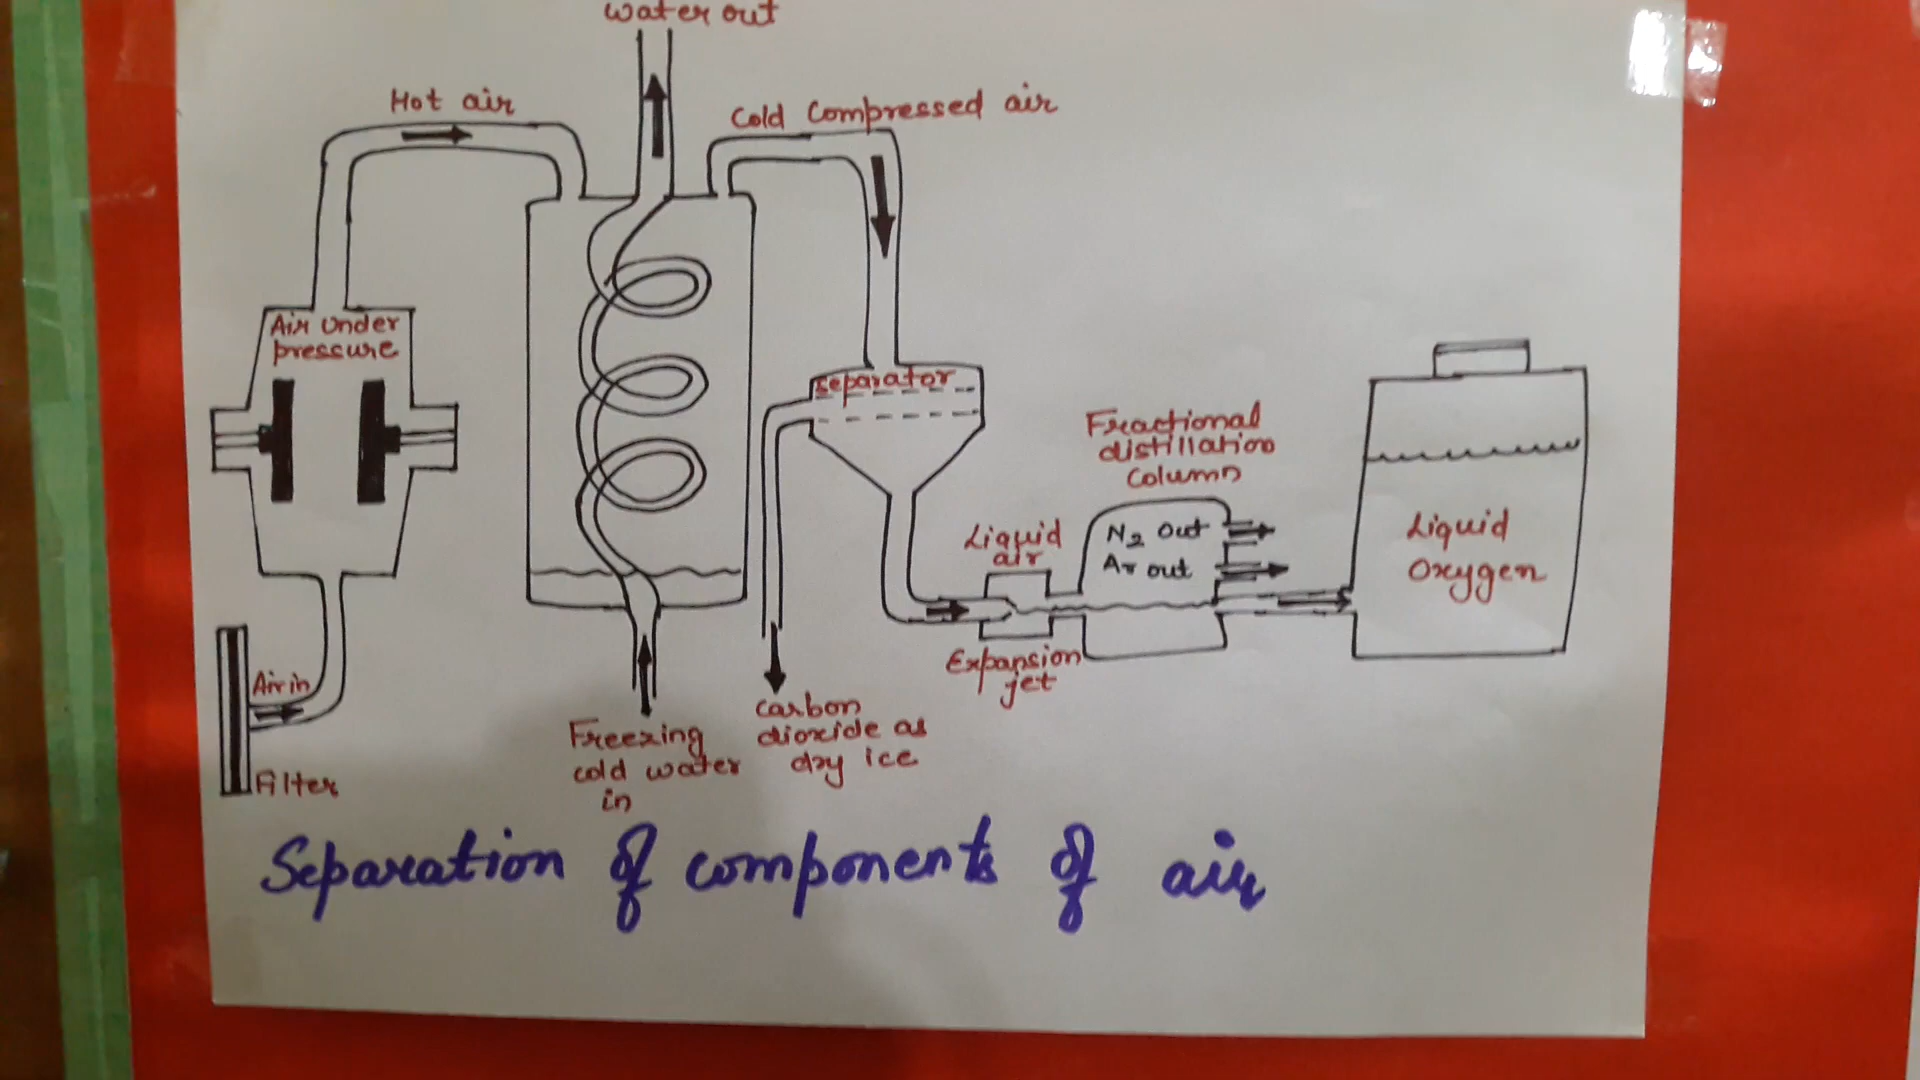 Water out
Hot air
Cold Compressed air
Air Under
pressure
Separator
Fractional
distillation
Column
Liquid
air
N2 Out
Ar out
Liquid
Oxygen
Expansion
jet
Air in
Filter
Freezing
cold water
in
carbon
dioxide as
dry ice
Separation of components of air